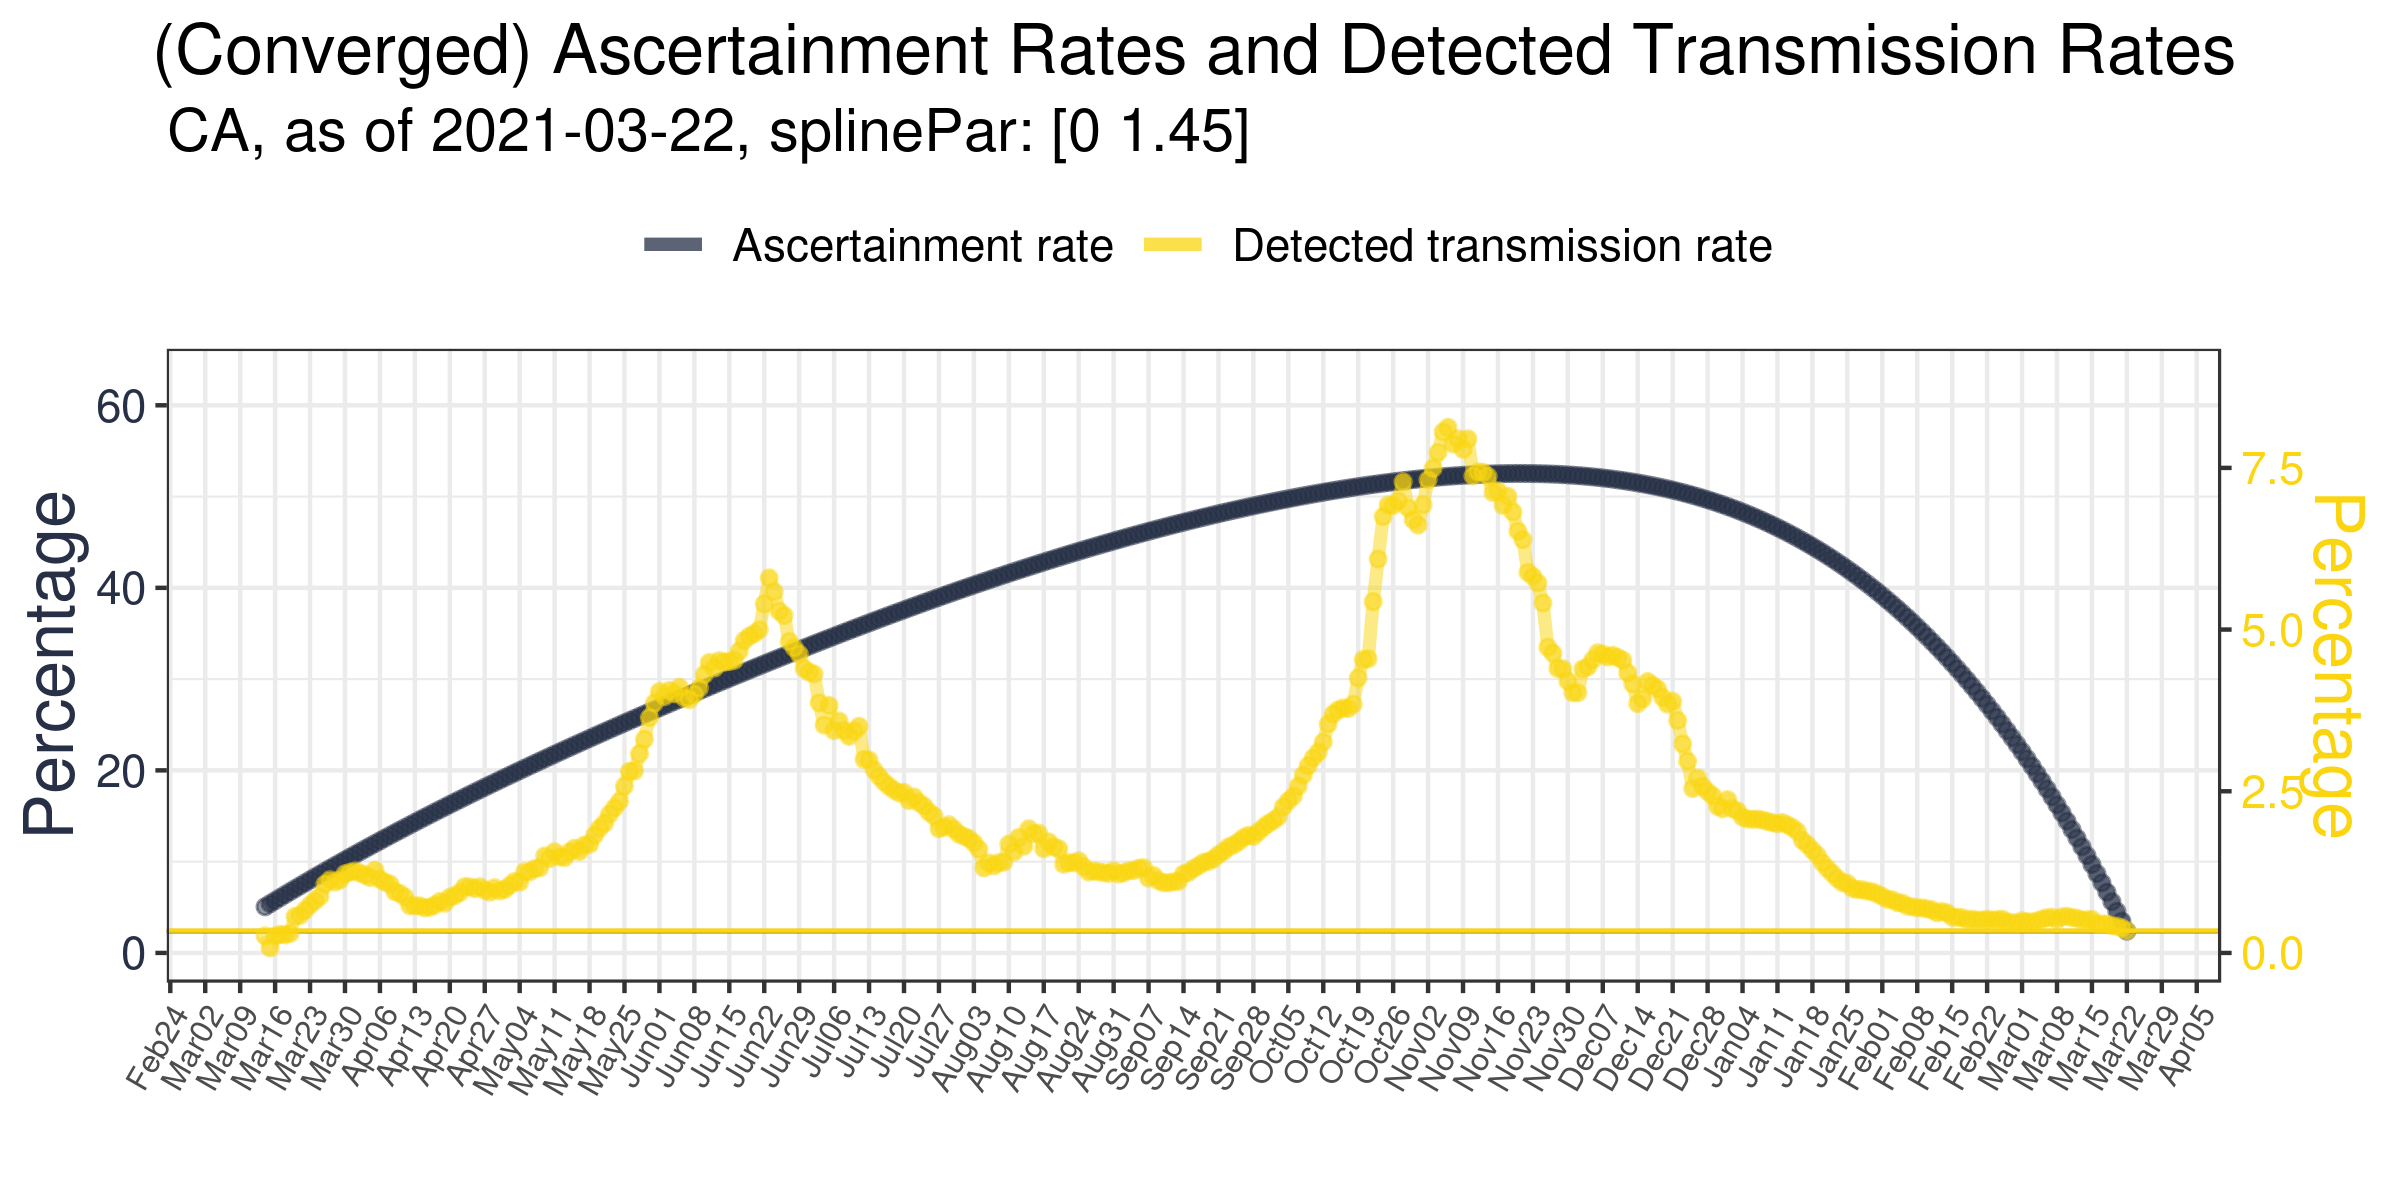 (Converged) Ascertainment Rates and Detected Transmission Rates
CA, as of 2021-03-22, splinePar: [0 1.45]
Ascertainment rate
Detected transmission rate
Percentage
60
40
20
0
7.5
5.0
2.5
0.0
Percentage
Feb24
Mar02
Mar09
Mar16
Mar23
Mar30
Apr06
Apr13
Apr20
Apr27
May04
May11
May18
May25
Jun01
Jun08
Jun15
Jun22
Jun29
Jul06
Jul13
Jul20
Jul27
Aug03
Aug10
Aug17
Aug24
Aug31
Sep07
Sep14
Sep21
Sep28
Oct05
Oct12
Oct19
Oct26
Nov02
Nov09
Nov16
Nov23
Nov30
Dec07
Dec14
Dec21
Dec28
Jan04
Jan11
Jan18
Jan25
Feb01
Feb08
Feb15
Feb22
Mar01
Mar08
Mar15
Mar22
Mar29
Apr05